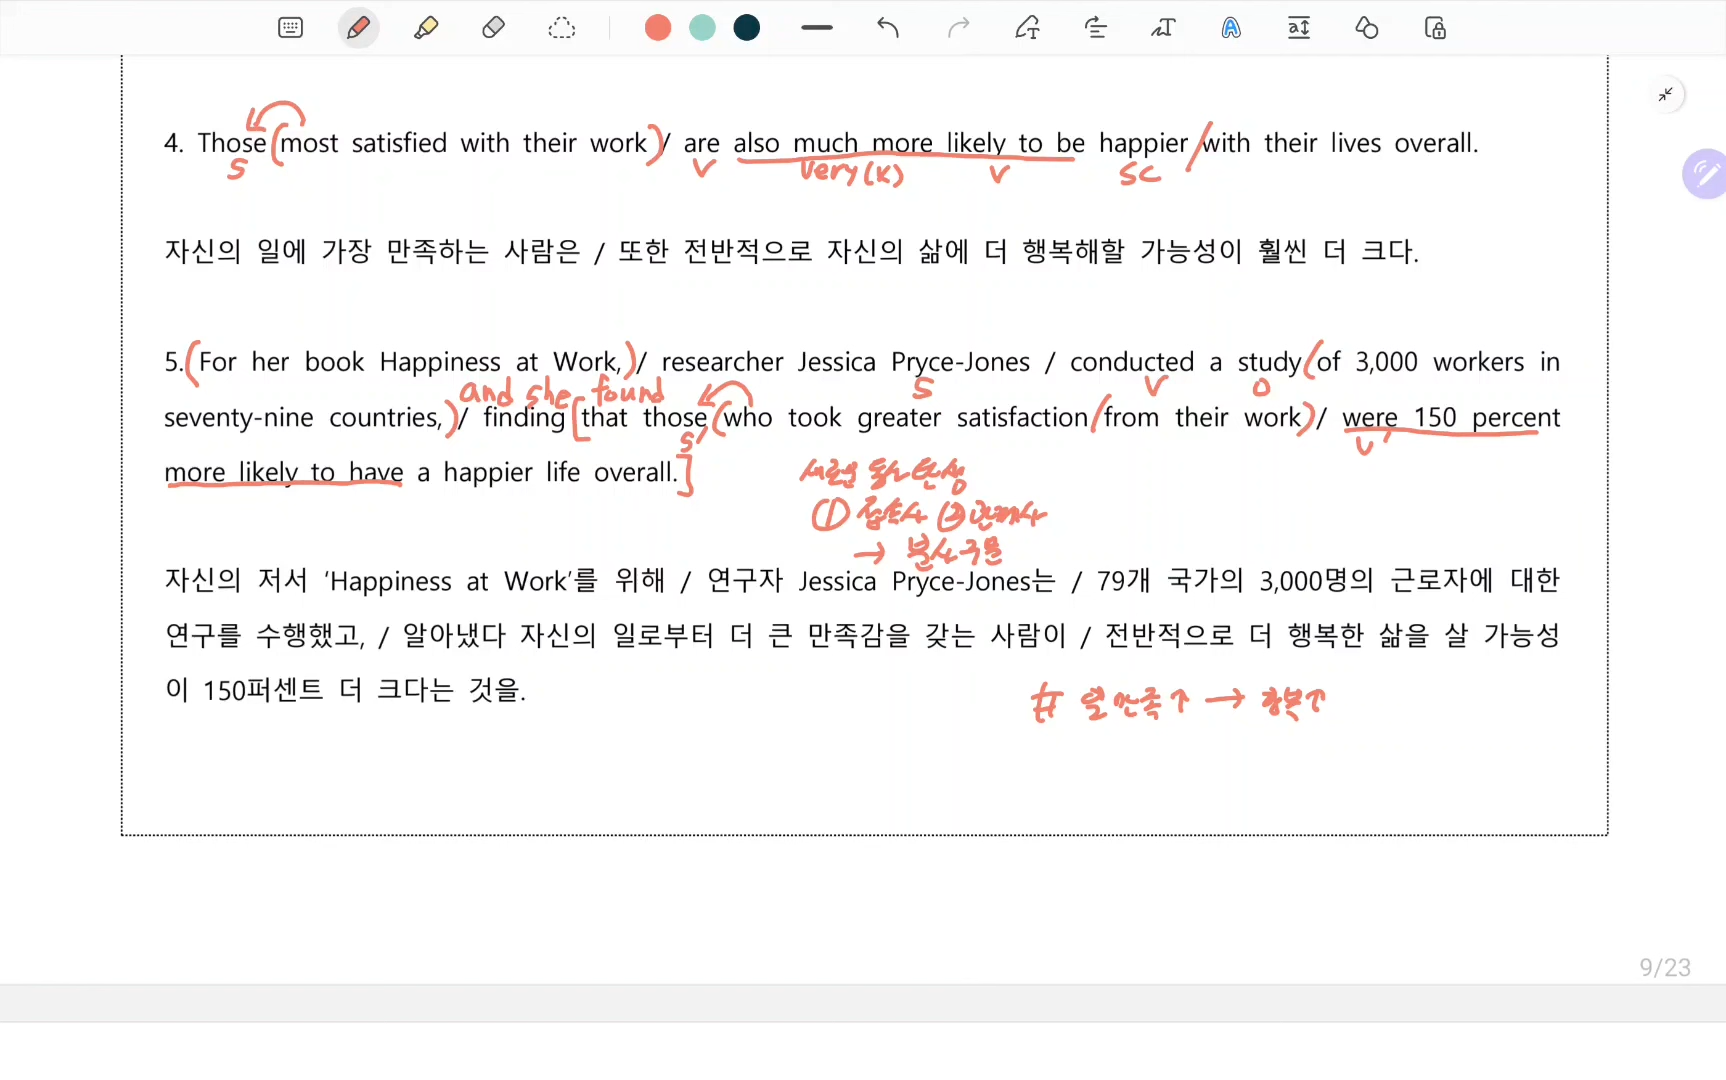 4. Those (most satisfied with their work)/ are also much more likely to be happier / with their lives overall.
S V very(k) V SC
자신의 일에 가장 만족하는 사람은 / 또한 전반적으로 자신의 삶에 더 행복해할 가능성이 훨씬 더 크다.
5. (For her book Happiness at Work,)/ researcher Jessica Pryce-Jones / conducted a study (of 3,000 workers in
and she found S V O
seventy-nine countries,)/ finding [that those (who took greater satisfaction / from their work)/ were 150 percent
S' V'
more likely to have a happier life overall.]
① 접속사 ②관계사
→ 분사구문
자신의 저서 ‘Happiness at Work’를 위해 / 연구자 Jessica Pryce-Jones는 / 79개 국가의 3,000명의 근로자에 대한
연구를 수행했고, / 알아냈다 자신의 일로부터 더 큰 만족감을 갖는 사람이 / 전반적으로 더 행복한 삶을 살 가능성
이 150퍼센트 더 크다는 것을.
# 일 만족↑ → 행복↑
9/23